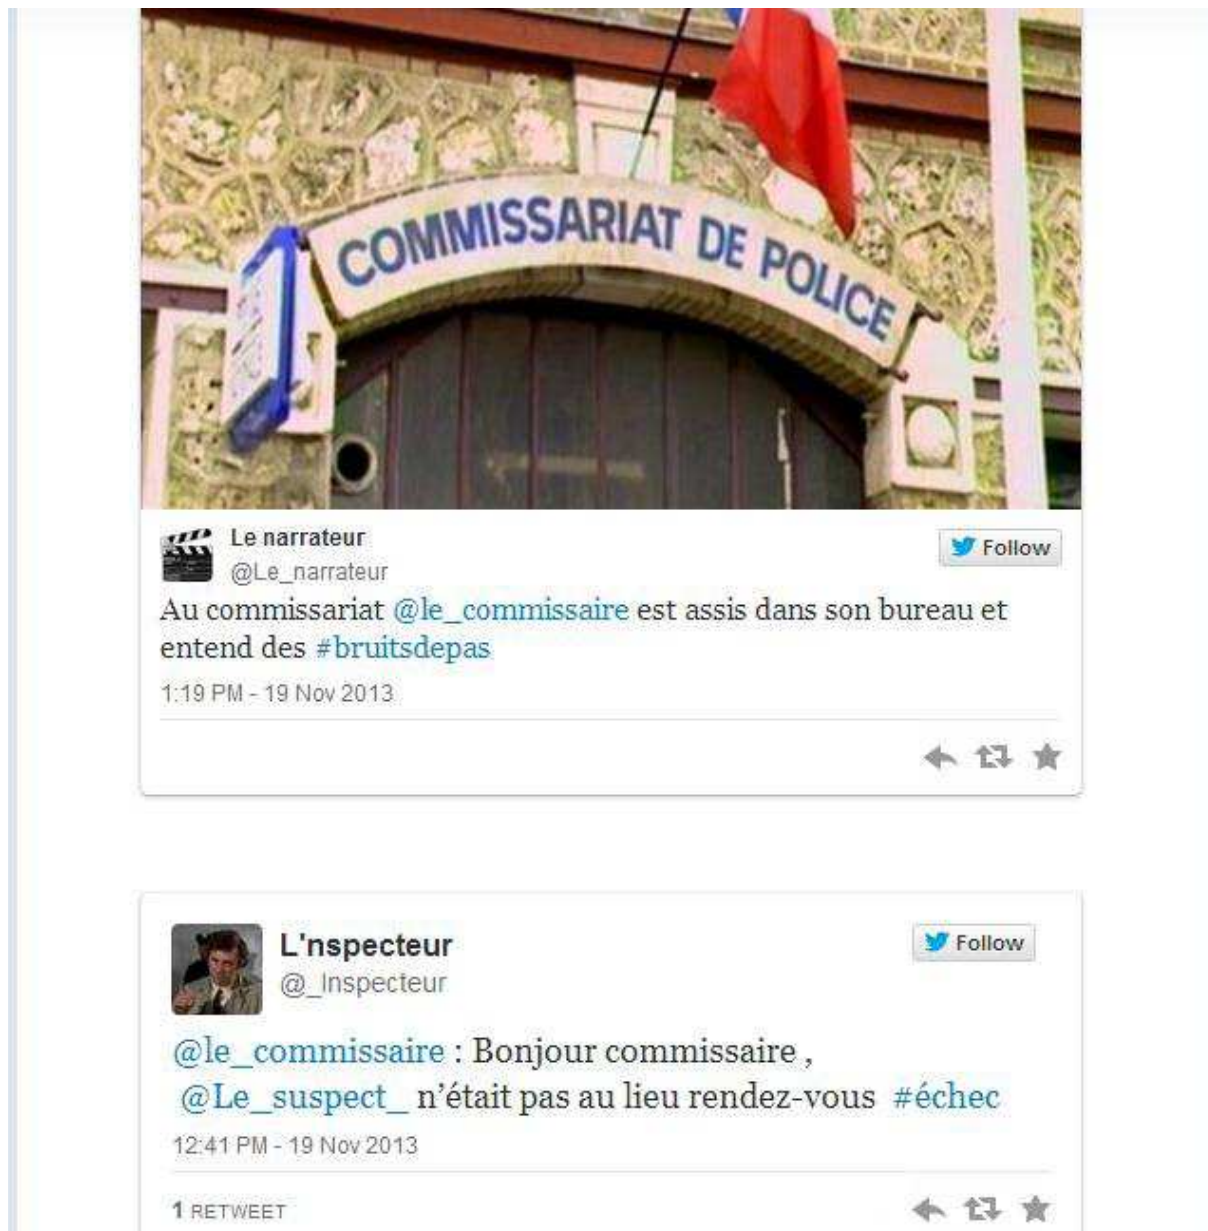 COMMISSARIAT DE POLICE
Le narrateur
Follow
@Le_narrateur
Au commissariat @le_commissaire est assis dans son bureau et
entend des #bruitsdepas
1:19 PM - 19 Nov 2013
L'nspecteur
Follow
@_Inspecteur
@le_commissaire : Bonjour commissaire ,
@Le_suspect_ n’était pas au lieu rendez-vous #échec
12:41 PM - 19 Nov 2013
1 RETWEET